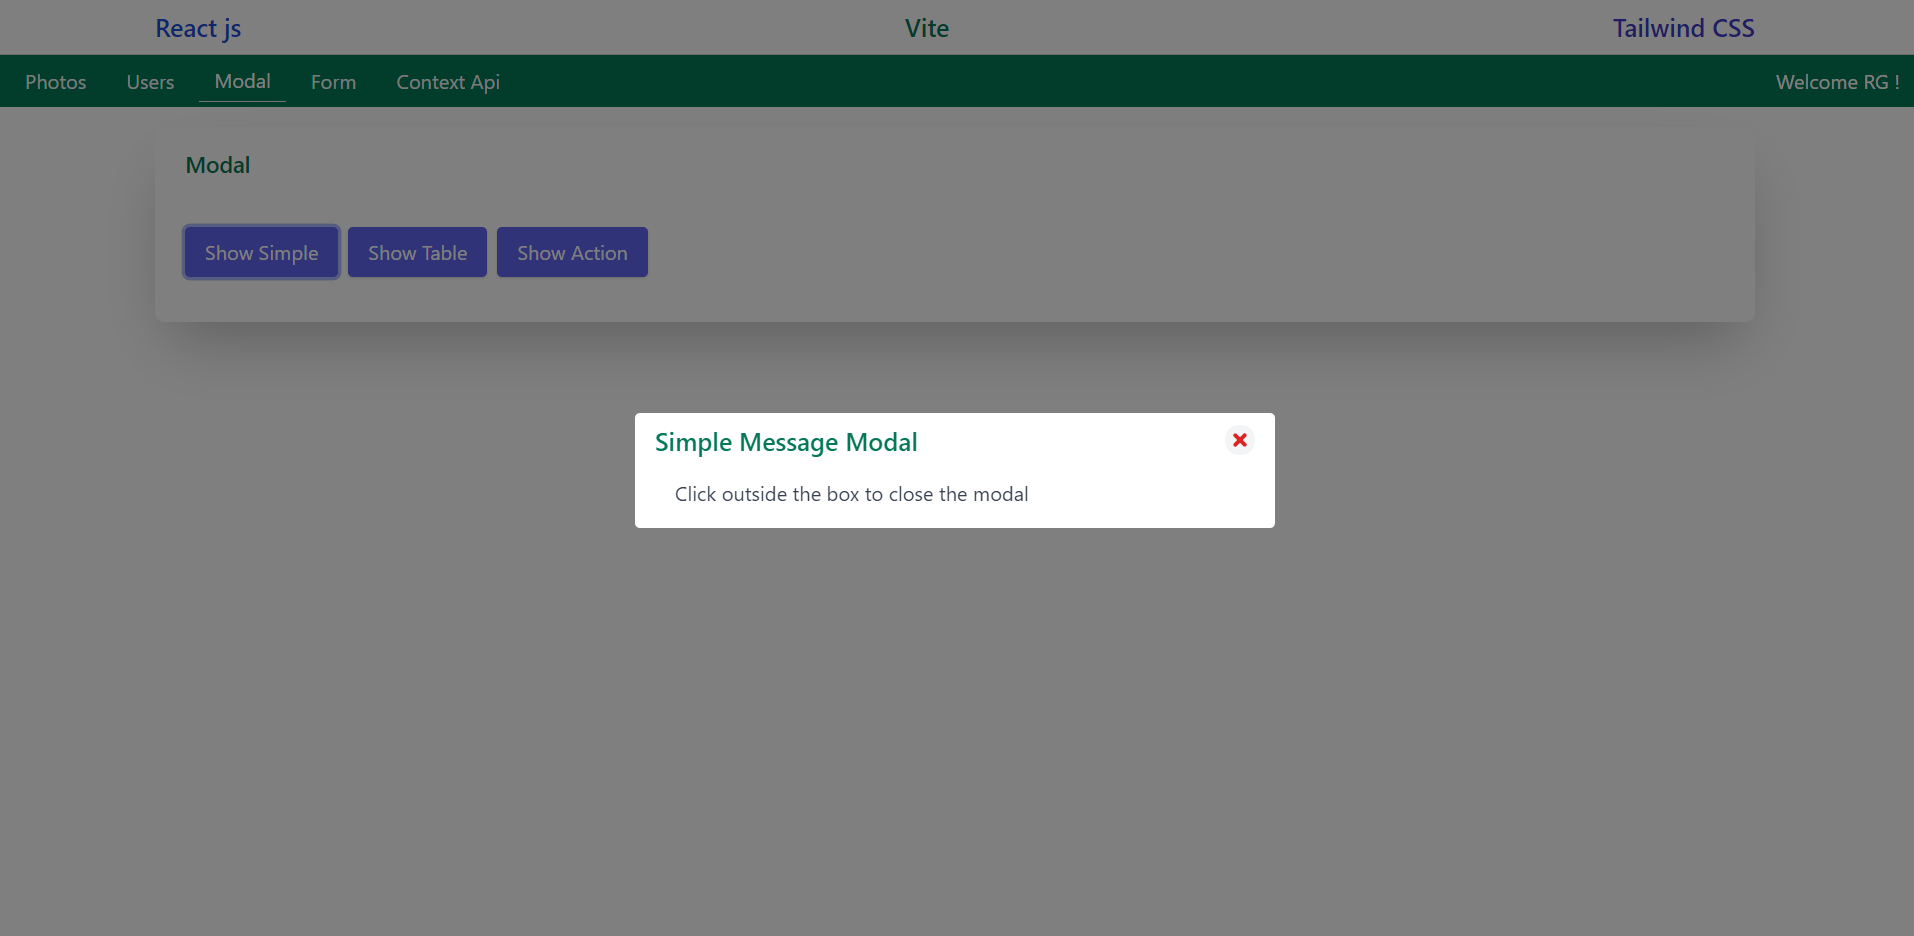 React js Vite Tailwind CSS
Photos Users Modal Form Context Api Welcome RG !
Modal
Show Simple Show Table Show Action
Simple Message Modal
Click outside the box to close the modal